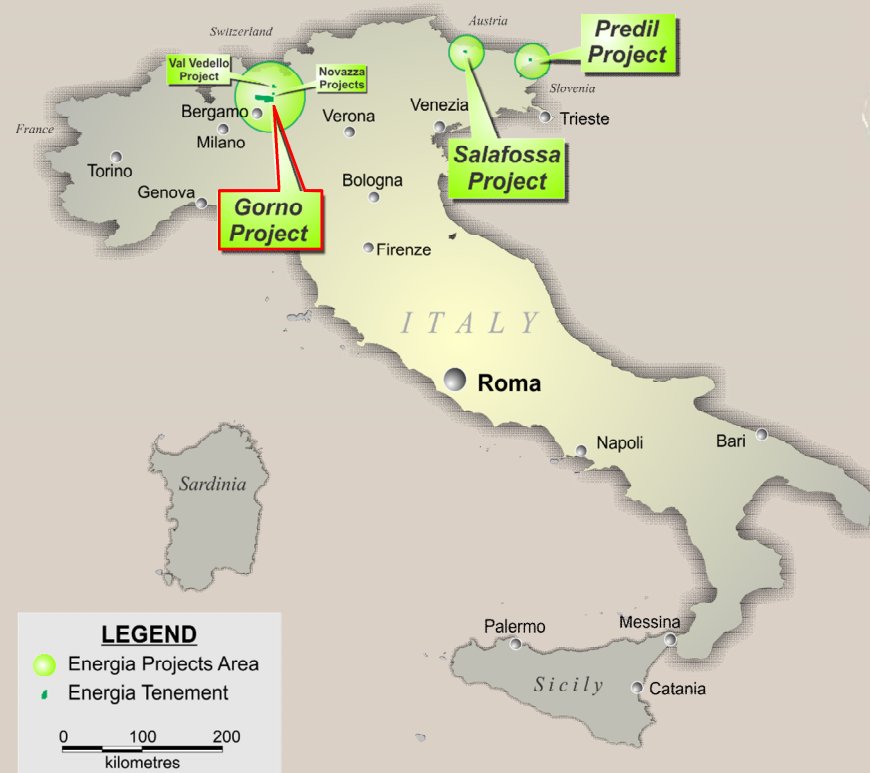 Switzerland
Austria
Predil
Project
Val Vedello
Project
Novazza
Projects
Slovenia
France
Bergamo
Milano
Verona
Venezia
Trieste
Torino
Salafossa
Project
Genova
Bologna
Gorno
Project
Firenze
ITALY
Roma
Napoli
Bari
Sardinia
Palermo
Messina
Sicily
Catania
LEGEND
Energia Projects Area
Energia Tenement
0 100 200
kilometres